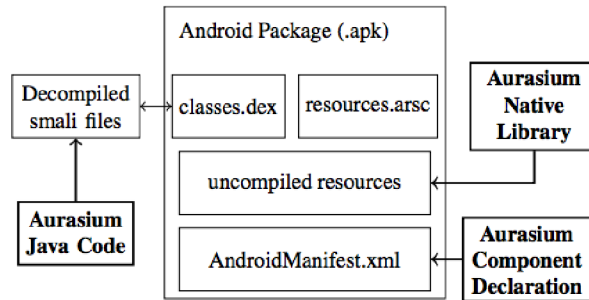 Android Package (.apk)
Decompiled
smali files
classes.dex
resources.arsc
Aurasium
Native
Library
uncompiled resources
Aurasium
Java Code
AndroidManifest.xml
Aurasium
Component
Declaration